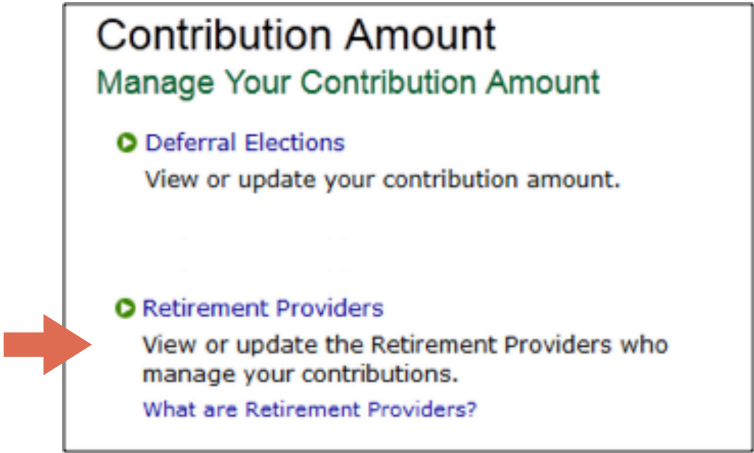 Contribution Amount
Manage Your Contribution Amount
Deferral Elections
View or update your contribution amount.
Retirement Providers
View or update the Retirement Providers who
manage your contributions.
What are Retirement Providers?